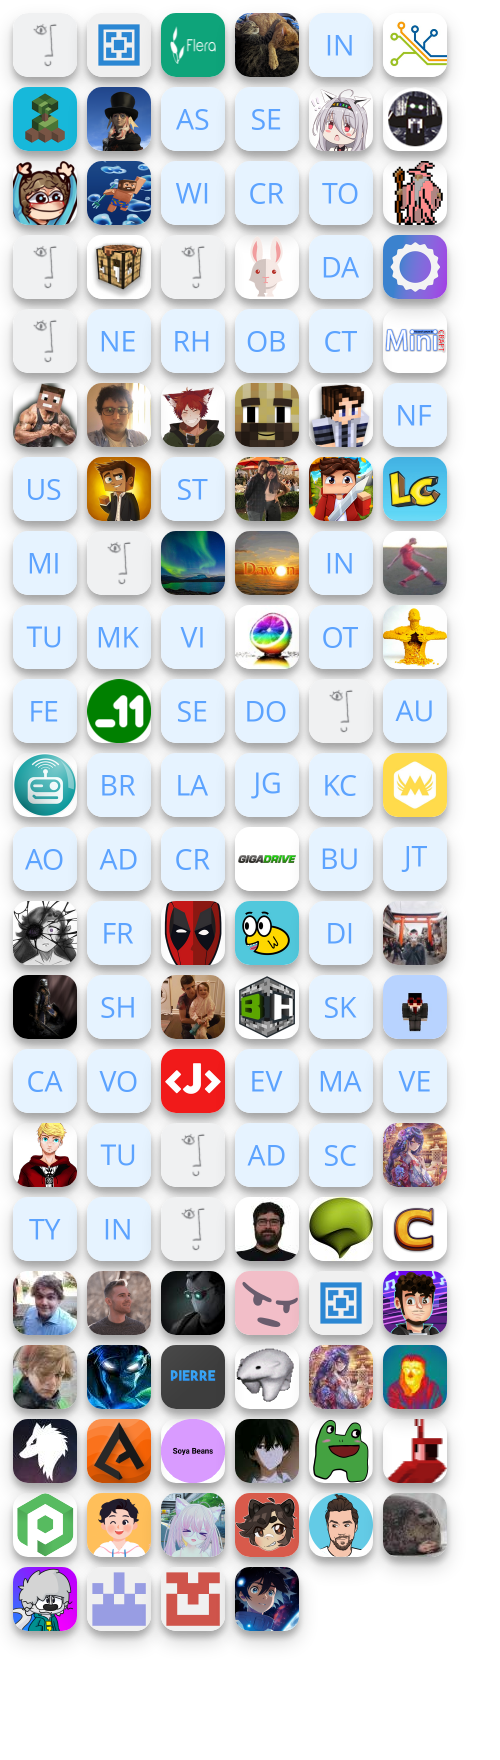 Flera
IN
AS
SE
WI
CR
TO
DA
NE
RH
OB
CT
Mini
NF
US
ST
LC
MI
Dawon
IN
TU
MK
VI
OT
FE
_11
SE
DO
AU
BR
LA
JG
KC
AO
AD
CR
GIGADRIVE
BU
JT
FR
DI
SH
BH
SK
CA
VO
<J>
EV
MA
VE
TU
AD
SC
TY
IN
C
PIERRE
Soya Beans